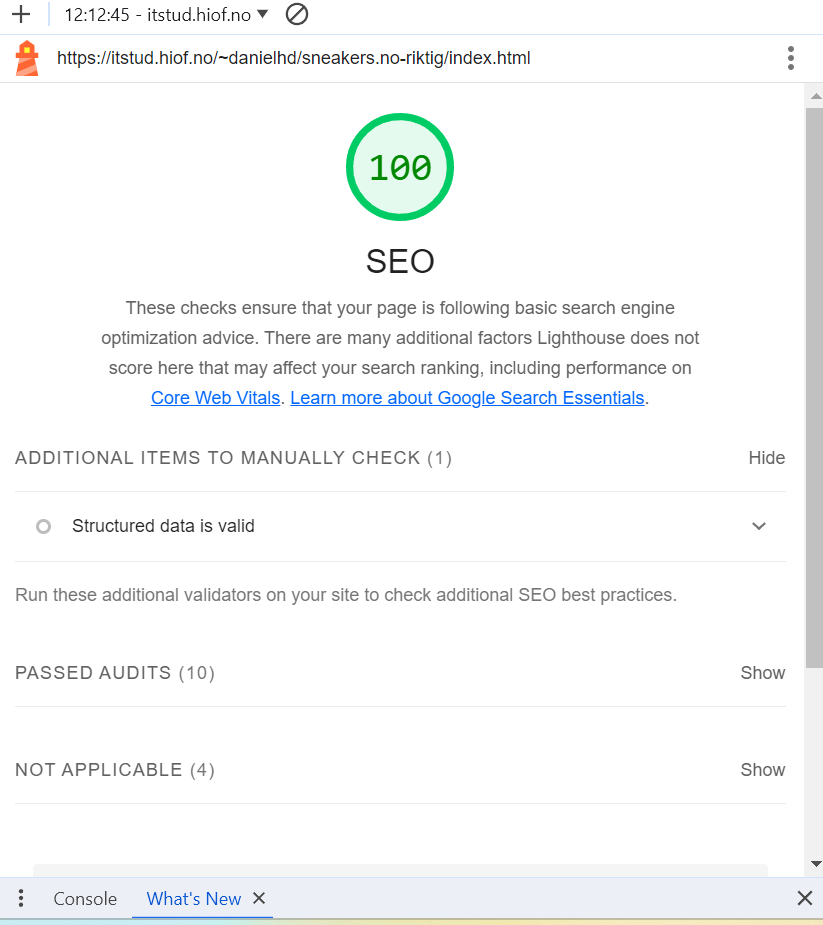 12:12:45 - itstud.hiof.no
https://itstud.hiof.no/~danielhd/sneakers.no-riktig/index.html
100
SEO
These checks ensure that your page is following basic search engine
optimization advice. There are many additional factors Lighthouse does not
score here that may affect your search ranking, including performance on
Core Web Vitals. Learn more about Google Search Essentials.
ADDITIONAL ITEMS TO MANUALLY CHECK (1) Hide
Structured data is valid
Run these additional validators on your site to check additional SEO best practices.
PASSED AUDITS (10) Show
NOT APPLICABLE (4) Show
Console What's New